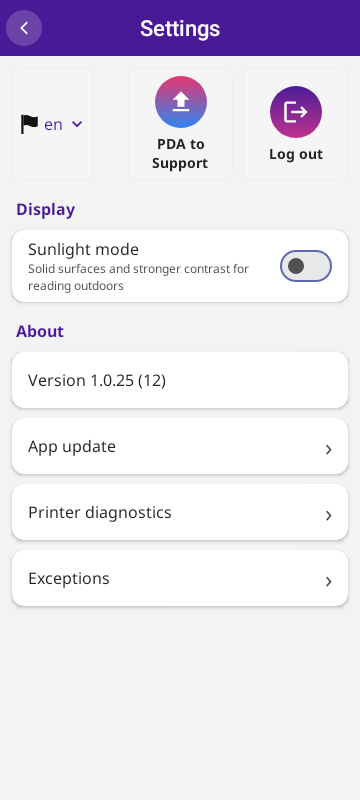 Settings
en
PDA to
Support
Log out
Display
Sunlight mode
Solid surfaces and stronger contrast for
reading outdoors
About
Version 1.0.25 (12)
App update
Printer diagnostics
Exceptions